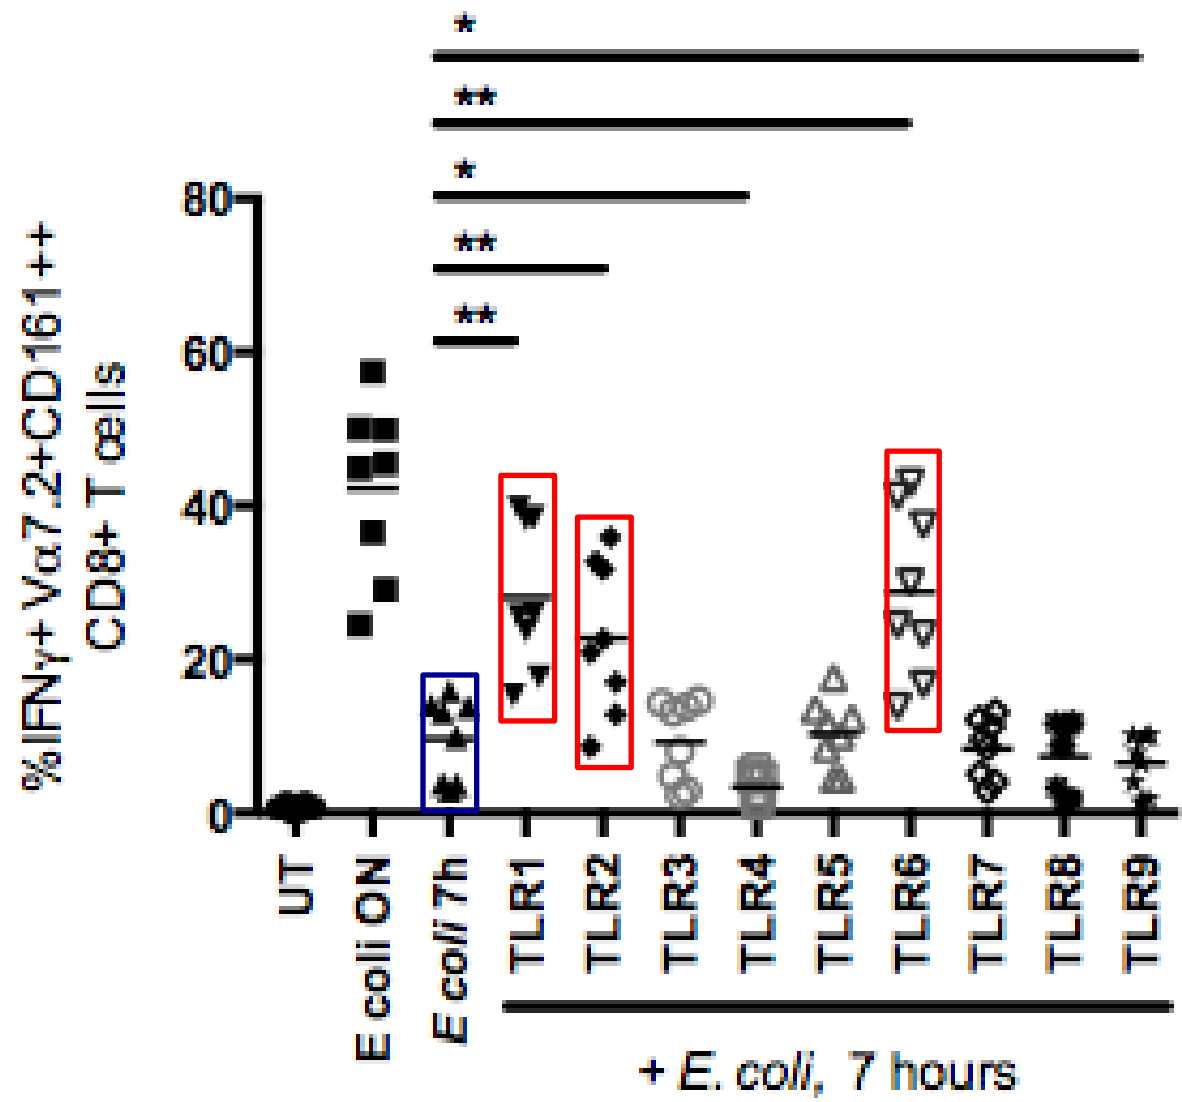 *
**
*
**
**
%IFNγ+ Vα7.2+CD161++
CD8+ T cells
80
60
40
20
0
UT
E coli ON
E coli 7h
TLR1
TLR2
TLR3
TLR4
TLR5
TLR6
TLR7
TLR8
TLR9
+ E. coli, 7 hours